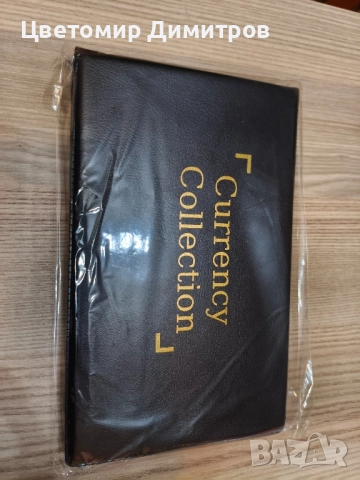 Цветомир Димитров
「Currency
Collection」
BAZAR